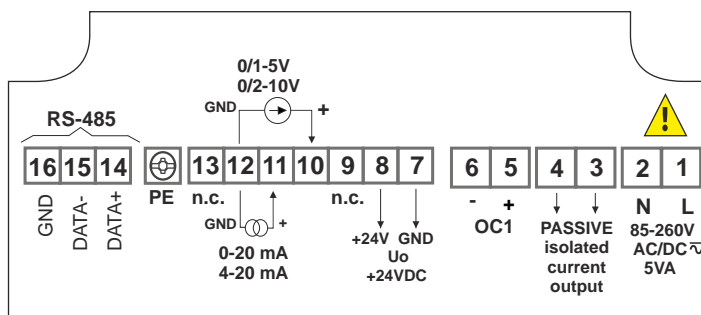 0/1-5V
0/2-10V
GND +
RS-485
16 15 14 13 12 11 10 9 8 7 6 5 4 3 2 1
PE n.c. n.c. - + N L
GND
DATA-
DATA+
GND +
0-20 mA
4-20 mA
+24V GND
Uo
+24VDC
OC1
PASSIVE
isolated
current
output
85-260V
AC/DC
5VA